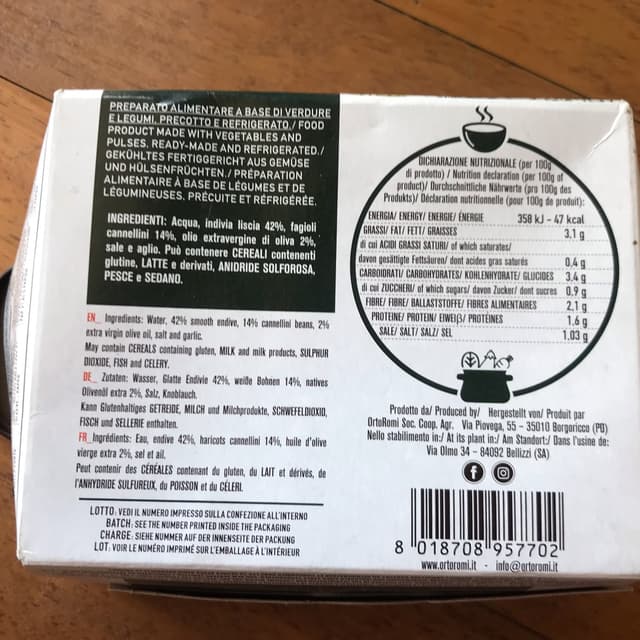 PREPARATO ALIMENTARE A BASE DI VERDURE
E LEGUMI, PRECOTTO E REFRIGERATO./ FOOD
PRODUCT MADE WITH VEGETABLES AND
PULSES. READY-MADE AND REFRIGERATED./
GEKÜHLTES FERTIGGERICHT AUS GEMÜSE
UND HÜLSENFRÜCHTEN./ PRÉPARATION
ALIMENTAIRE À BASE DE LÉGUMES ET DE
LÉGUMINEUSES, PRÉCUITE ET RÉFRIGÉRÉE.
INGREDIENTI: Acqua, indivia liscia 42%, fagioli
cannellini 14%, olio extravergine di oliva 2%,
sale e aglio. Può contenere CEREALI contenenti
glutine, LATTE e derivati, ANIDRIDE SOLFOROSA,
PESCE e SEDANO.
EN_ Ingredients: Water, 42% smooth endive, 14% cannellini beans, 2%
extra virgin olive oil, salt and garlic.
May contain CEREALS containing gluten, MILK and milk products, SULPHUR
DIOXIDE, FISH and CELERY.
DE_ Zutaten: Wasser, Glatte Endivie 42%, weiße Bohnen 14%, natives
Olivenöl extra 2%, Salz, Knoblauch.
Kann Glutenhaltiges GETREIDE, MILCH und Milchprodukte, SCHWEFELDIOXID,
FISCH und SELLERIE enthalten.
FR_ Ingrédients: Eau, endive 42%, haricots cannellini 14%, huile d'olive
vierge extra 2%, sel et ail.
Peut contenir des CÉRÉALES contenant du gluten, du LAIT et dérivés, de
l'ANHYDRIDE SULFUREUX, du POISSON et du CÉLERI.
LOTTO: VEDI IL NUMERO IMPRESSO SULLA CONFEZIONE ALL'INTERNO
BATCH: SEE THE NUMBER PRINTED INSIDE THE PACKAGING
CHARGE: SIEHE NUMMER AUF DER INNENSEITE DER PACKUNG
LOT: VOIR LE NUMÉRO IMPRIMÉ SUR L'EMBALLAGE À L'INTÉRIEUR
DICHIARAZIONE NUTRIZIONALE (per 100g
di prodotto) / Nutrition declaration (per 100g of
product)/ Durchschnittliche Nährwerte (pro 100g des
Produkts)/ Déclaration nutritionnelle (pour 100g de produit):
ENERGIA/ ENERGY/ ENERGIE/ ÉNERGIE 358 kJ - 47 kcal
GRASSI/ FAT/ FETT/ GRAISSES 3,1 g
di cui ACIDI GRASSI SATURI/ of which saturates/
davon gesättigte Fettsäuren/ dont acides gras saturés 0,4 g
CARBOIDRATI/ CARBOHYDRATES/ KOHLENHYDRATE/ GLUCIDES 3,4 g
di cui ZUCCHERI/ of which sugars/ davon Zucker/ dont sucres 0,9 g
FIBRE/ FIBRE/ BALLASTSTOFFE/ FIBRES ALIMENTAIRES 2,1 g
PROTEINE/ PROTEIN/ EIWEIβ/ PROTÉINES 1,6 g
SALE/ SALT/ SALZ/ SEL 1,03 g
Prodotto da/ Produced by/ Hergestellt von/ Produit par
OrtoRomi Soc. Coop. Agr. Via Piovega, 55 - 35010 Borgoricco (PD)
Nello stabilimento in:/ At its plant in:/ Am Standort:/ Dans l'usine de:
Via Olmo 34 - 84092 Bellizzi (SA)
8 018708 957702
www.ortoromi.it - info@ortoromi.it